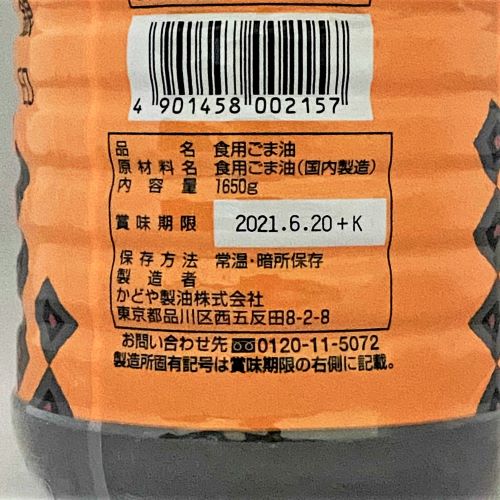 4 901458 002157
品名 食用ごま油
原材料名 食用ごま油(国内製造)
内容量 1650g
賞味期限 2021.6.20+K
保存方法 常温・暗所保存
製造者
かどや製油株式会社
東京都品川区西五反田8-2-8
お問い合わせ先 0120-11-5072
製造所固有記号は賞味期限の右側に記載。